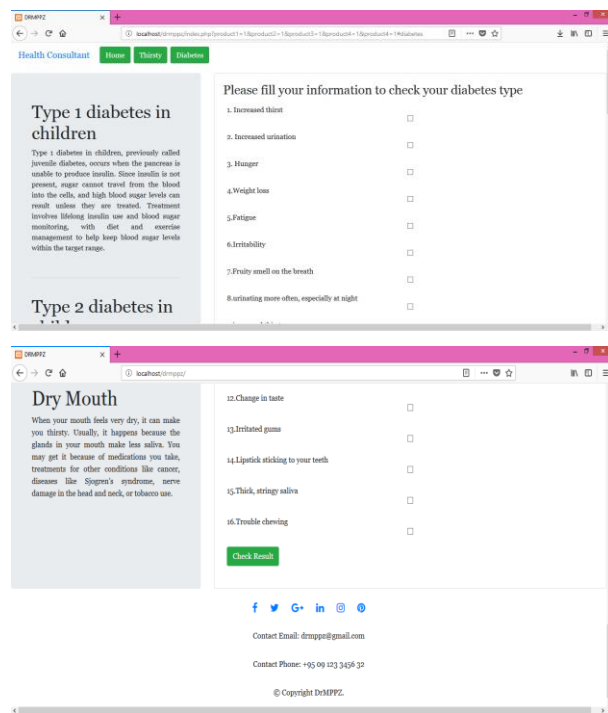 DRMPPZ
localhost/drmppz/index.php?product1=1&product2=1&product3=1&product4=1&product4=1#diabetes
Health Consultant Home Thirsty Diabetes
Type 1 diabetes in
children
Type 1 diabetes in children, previously called
juvenile diabetes, occurs when the pancreas is
unable to produce insulin. Since insulin is not
present, sugar cannot travel from the blood
into the cells, and high blood sugar levels can
result unless they are treated. Treatment
involves lifelong insulin use and blood sugar
monitoring, with diet and exercise
management to help keep blood sugar levels
within the target range.
Type 2 diabetes in
Please fill your information to check your diabetes type
1. Increased thirst
2. Increased urination
3. Hunger
4.Weight loss
5.Fatigue
6.Irritability
7.Fruity smell on the breath
8.urinating more often, especially at night
DRMPPZ
localhost/drmppz/
Dry Mouth
When your mouth feels very dry, it can make
you thirsty. Usually, it happens because the
glands in your mouth make less saliva. You
may get it because of medications you take,
treatments for other conditions like cancer,
diseases like Sjogren's syndrome, nerve
damage in the head and neck, or tobacco use.
12.Change in taste
13.Irritated gums
14.Lipstick sticking to your teeth
15.Thick, stringy saliva
16.Trouble chewing
Check Result
Contact Email: drmppz@gmail.com
Contact Phone: +95 09 123 3456 32
© Copyright DrMPPZ.